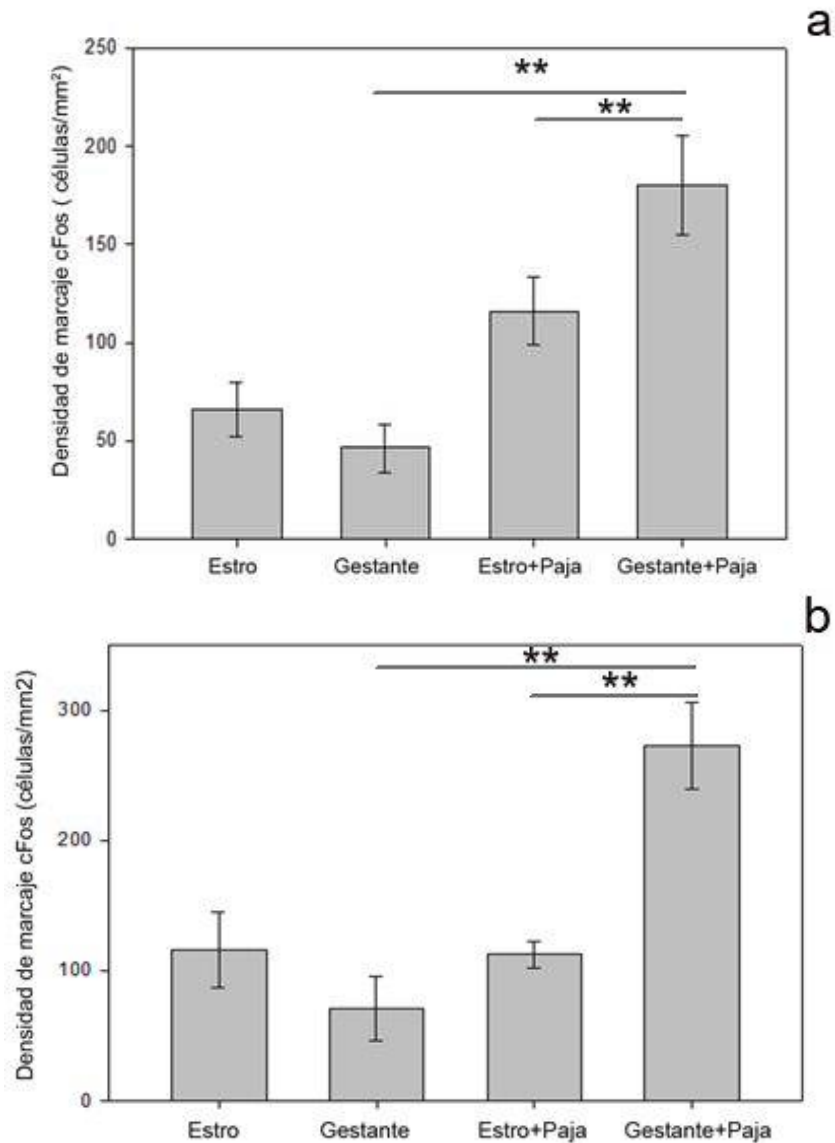 a
Densidad de marcaje cFos ( células/mm²)
250
200
150
100
50
0
**
**
Estro Gestante Estro+Paja Gestante+Paja
b
Densidad de marcaje cFos (células/mm2)
300
200
100
0
**
**
Estro Gestante Estro+Paja Gestante+Paja